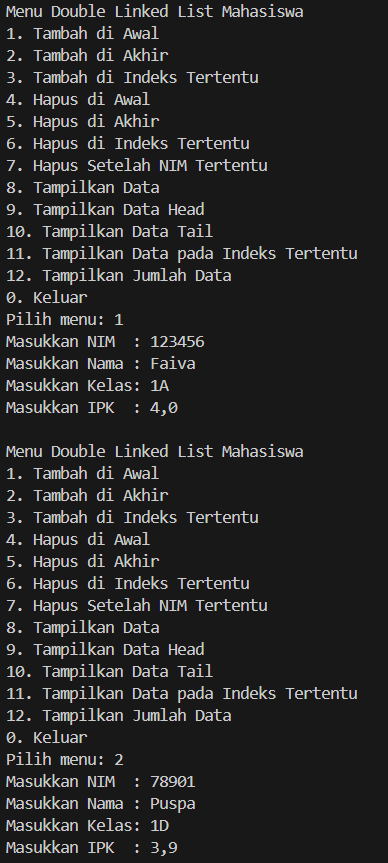 Menu Double Linked List Mahasiswa
1. Tambah di Awal
2. Tambah di Akhir
3. Tambah di Indeks Tertentu
4. Hapus di Awal
5. Hapus di Akhir
6. Hapus di Indeks Tertentu
7. Hapus Setelah NIM Tertentu
8. Tampilkan Data
9. Tampilkan Data Head
10. Tampilkan Data Tail
11. Tampilkan Data pada Indeks Tertentu
12. Tampilkan Jumlah Data
0. Keluar
Pilih menu: 1
Masukkan NIM  : 123456
Masukkan Nama : Faiva
Masukkan Kelas: 1A
Masukkan IPK  : 4,0

Menu Double Linked List Mahasiswa
1. Tambah di Awal
2. Tambah di Akhir
3. Tambah di Indeks Tertentu
4. Hapus di Awal
5. Hapus di Akhir
6. Hapus di Indeks Tertentu
7. Hapus Setelah NIM Tertentu
8. Tampilkan Data
9. Tampilkan Data Head
10. Tampilkan Data Tail
11. Tampilkan Data pada Indeks Tertentu
12. Tampilkan Jumlah Data
0. Keluar
Pilih menu: 2
Masukkan NIM  : 78901
Masukkan Nama : Puspa
Masukkan Kelas: 1D
Masukkan IPK  : 3,9